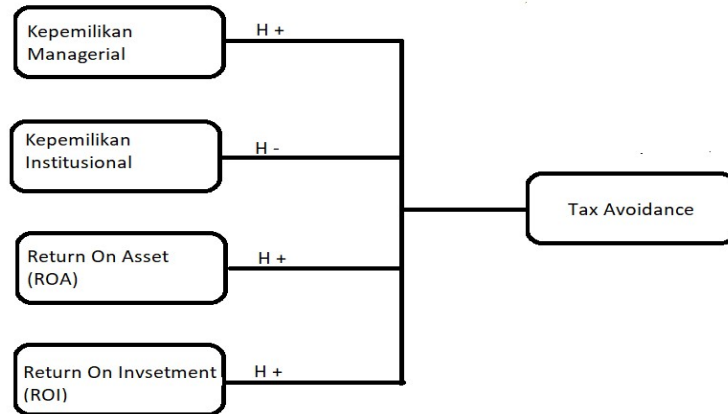 Kepemilikan
Managerial
H +
Kepemilikan
Institusional
H -
Tax Avoidance
Return On Asset
(ROA)
H +
Return On Invsetment
(ROI)
H +